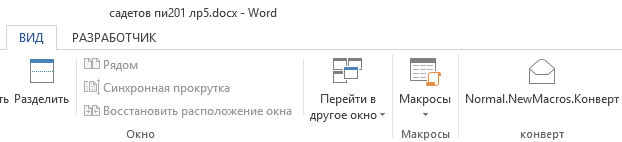 садетов пи201 лр5.docx - Word
ВИД РАЗРАБОТЧИК
Рядом
Синхронная прокрутка
Восстановить расположение окна
ть Разделить
Перейти в
другое окно
Макросы
Normal.NewMacros.Конверт
Окно Макросы конверт